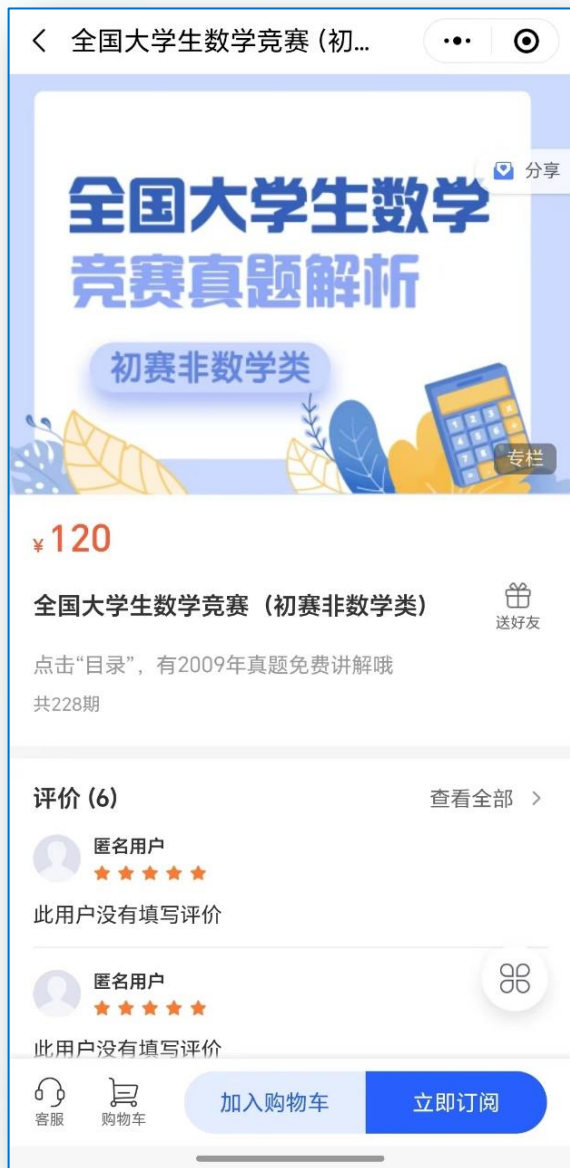 全国大学生数学竞赛(初...
分享
全国大学生数学
竞赛真题解析
初赛非数学类
专栏
¥120
全国大学生数学竞赛（初赛非数学类）
送好友
点击“目录”，有2009年真题免费讲解哦
共228期
评价 (6)
查看全部
匿名用户
此用户没有填写评价
匿名用户
此用户没有填写评价
客服
购物车
加入购物车
立即订阅